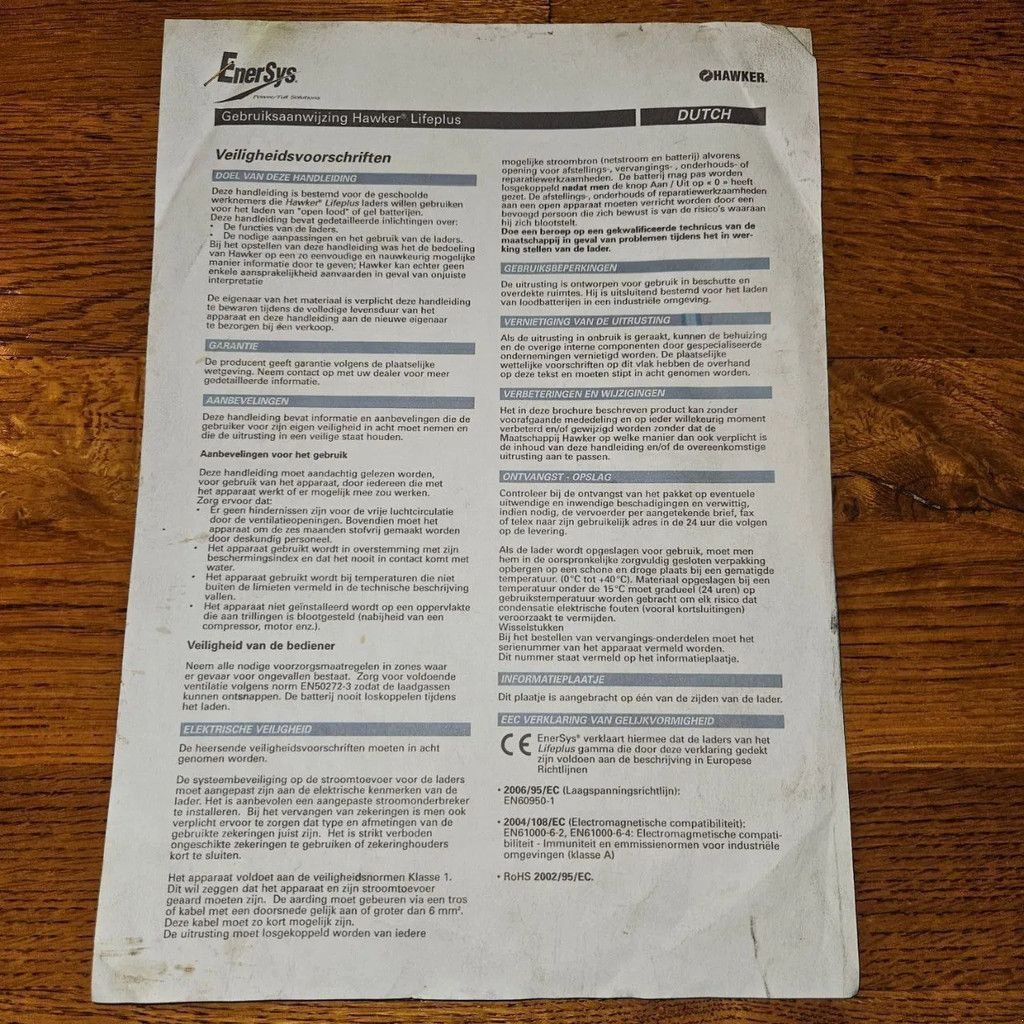 EnerSys
Power/Full Solutions
HAWKER
Gebruiksaanwijzing Hawker® Lifeplus
DUTCH
Veiligheidsvoorschriften
DOEL VAN DEZE HANDLEIDING
Deze handleiding is bestemd voor de geschoolde
werknemers die Hawker® Lifeplus laders willen gebruiken
voor het laden van "open lood" of gel batterijen.
Deze handleiding bevat gedetailleerde inlichtingen over:
• De functies van de laders.
• De nodige aanpassingen en het gebruik van de laders.
Bij het opstellen van deze handleiding was het de bedoeling
van Hawker op een zo eenvoudige en nauwkeurig mogelijke
manier informatie door te geven; Hawker kan echter geen
enkele aansprakelijkheid aanvaarden in geval van onjuiste
interpretatie
De eigenaar van het materiaal is verplicht deze handleiding
te bewaren tijdens de volledige levensduur van het
apparaat en deze handleiding aan de nieuwe eigenaar
te bezorgen bij een verkoop.
GARANTIE
De producent geeft garantie volgens de plaatselijke
wetgeving. Neem contact op met uw dealer voor meer
gedetailleerde informatie.
AANBEVELINGEN
Deze handleiding bevat informatie en aanbevelingen die de
gebruiker voor zijn eigen veiligheid in acht moet nemen en
die de uitrusting in een veilige staat houden.
Aanbevelingen voor het gebruik
Deze handleiding moet aandachtig gelezen worden,
voor gebruik van het apparaat, door iedereen die met
het apparaat werkt of er mogelijk mee zou werken.
Zorg ervoor dat:
• Er geen hindernissen zijn voor de vrije luchtcirculatie
door de ventilatieopeningen. Bovendien moet het
apparaat om de zes maanden stofvrij gemaakt worden
door deskundig personeel.
• Het apparaat gebruikt wordt in overstemming met zijn
beschermingsindex en dat het nooit in contact komt met
water.
• Het apparaat gebruikt wordt bij temperaturen die niet
buiten de limieten vermeld in de technische beschrijving
vallen.
• Het apparaat niet geïnstalleerd wordt op een oppervlakte
die aan trillingen is blootgesteld (nabijheid van een
compressor, motor enz.).
Veiligheid van de bediener
Neem alle nodige voorzorgsmaatregelen in zones waar
er gevaar voor ongevallen bestaat. Zorg voor voldoende
ventilatie volgens norm EN50272-3 zodat de laadgassen
kunnen ontsnappen. De batterij nooit loskoppelen tijdens
het laden.
ELEKTRISCHE VEILIGHEID
De heersende veiligheidsvoorschriften moeten in acht
genomen worden.
De systeembeveiliging op de stroomtoevoer voor de laders
moet aangepast zijn aan de elektrische kenmerken van de
lader. Het is aanbevolen een aangepaste stroomonderbreker
te installeren. Bij het vervangen van zekeringen is men ook
verplicht ervoor te zorgen dat type en afmetingen van de
gebruikte zekeringen juist zijn. Het is strikt verboden
ongeschikte zekeringen te gebruiken of zekeringhouders
kort te sluiten.
Het apparaat voldoet aan de veiligheidsnormen Klasse 1.
Dit wil zeggen dat het apparaat en zijn stroomtoevoer
geaard moeten zijn. De aarding moet gebeuren via een tros
of kabel met een doorsnede gelijk aan of groter dan 6 mm².
Deze kabel moet zo kort mogelijk zijn.
De uitrusting moet losgekoppeld worden van iedere
mogelijke stroombron (netstroom en batterij) alvorens
opening voor afstellings-, vervangings- , onderhouds- of
reparatiewerkzaamheden. De batterij mag pas worden
losgekoppeld nadat men de knop Aan / Uit op « 0 » heeft
gezet. De afstellings-, onderhouds of reparatiewerkzaamheden
aan een open apparaat moeten verricht worden door een
bevoegd persoon die zich bewust is van de risico's waaraan
hij zich blootstelt.
Doe een beroep op een gekwalificeerde technicus van de
maatschappij in geval van problemen tijdens het in wer-
king stellen van de lader.
GEBRUIKSBEPERKINGEN
De uitrusting is ontworpen voor gebruik in beschutte en
overdekte ruimtes. Hij is uitsluitend bestemd voor het laden
van loodbatterijen in een industriële omgeving.
VERNIETIGING VAN DE UITRUSTING
Als de uitrusting in onbruik is geraakt, kunnen de behuizing
en de overige interne componenten door gespecialiseerde
ondernemingen vernietigd worden. De plaatselijke
wettelijke voorschriften op dit vlak hebben de overhand
op deze tekst en moeten stipt in acht genomen worden.
VERBETERINGEN EN WIJZIGINGEN
Het in deze brochure beschreven product kan zonder
voorafgaande mededeling en op ieder willekeurig moment
verbeterd en/of gewijzigd worden zonder dat de
Maatschappij Hawker op welke manier dan ook verplicht is
de inhoud van deze handleiding en/of de overeenkomstige
uitrusting aan te passen.
ONTVANGST - OPSLAG
Controleer bij de ontvangst van het pakket op eventuele
uitwendige en inwendige beschadigingen en verwittig,
indien nodig, de vervoerder per aangetekende brief, fax
of telex naar zijn gebruikelijk adres in de 24 uur die volgen
op de levering.
Als de lader wordt opgeslagen voor gebruik, moet men
hem in de oorspronkelijke zorgvuldig gesloten verpakking
opbergen op een schone en droge plaats bij een gematigde
temperatuur. (0°C tot +40°C). Materiaal opgeslagen bij een
temperatuur onder de 15°C moet gradueel (24 uren) op
gebruikstemperatuur worden gebracht om elk risico dat
condensatie elektrische fouten (vooral kortsluitingen)
veroorzaakt te vermijden.
Wisselstukken
Bij het bestellen van vervangings-onderdelen moet het
serienummer van het apparaat vermeld worden.
Dit nummer staat vermeld op het informatieplaatje.
INFORMATIEPLAATJE
Dit plaatje is aangebracht op één van de zijden van de lader.
EEC VERKLARING VAN GELIJKVORMIGHEID
CE EnerSys® verklaart hiermee dat de laders van het
Lifeplus gamma die door deze verklaring gedekt
zijn voldoen aan de beschrijving in Europese
Richtlijnen
• 2006/95/EC (Laagspanningsrichtlijn):
EN60950-1
• 2004/108/EC (Electromagnetische compatibiliteit):
EN61000-6-2, EN61000-6-4: Electromagnetische compati-
biliteit - Immuniteit en emmissienormen voor industriële
omgevingen (klasse A)
• RoHS 2002/95/EC.